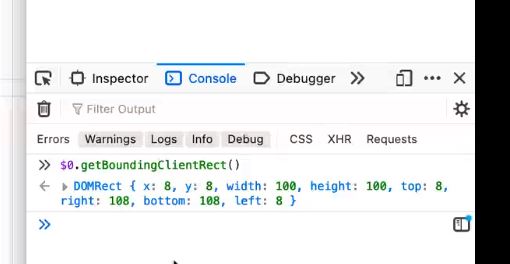 Inspector Console Debugger
Filter Output
Errors Warnings Logs Info Debug CSS XHR Requests
$0.getBoundingClientRect()
DOMRect { x: 8, y: 8, width: 100, height: 100, top: 8,
right: 108, bottom: 108, left: 8 }